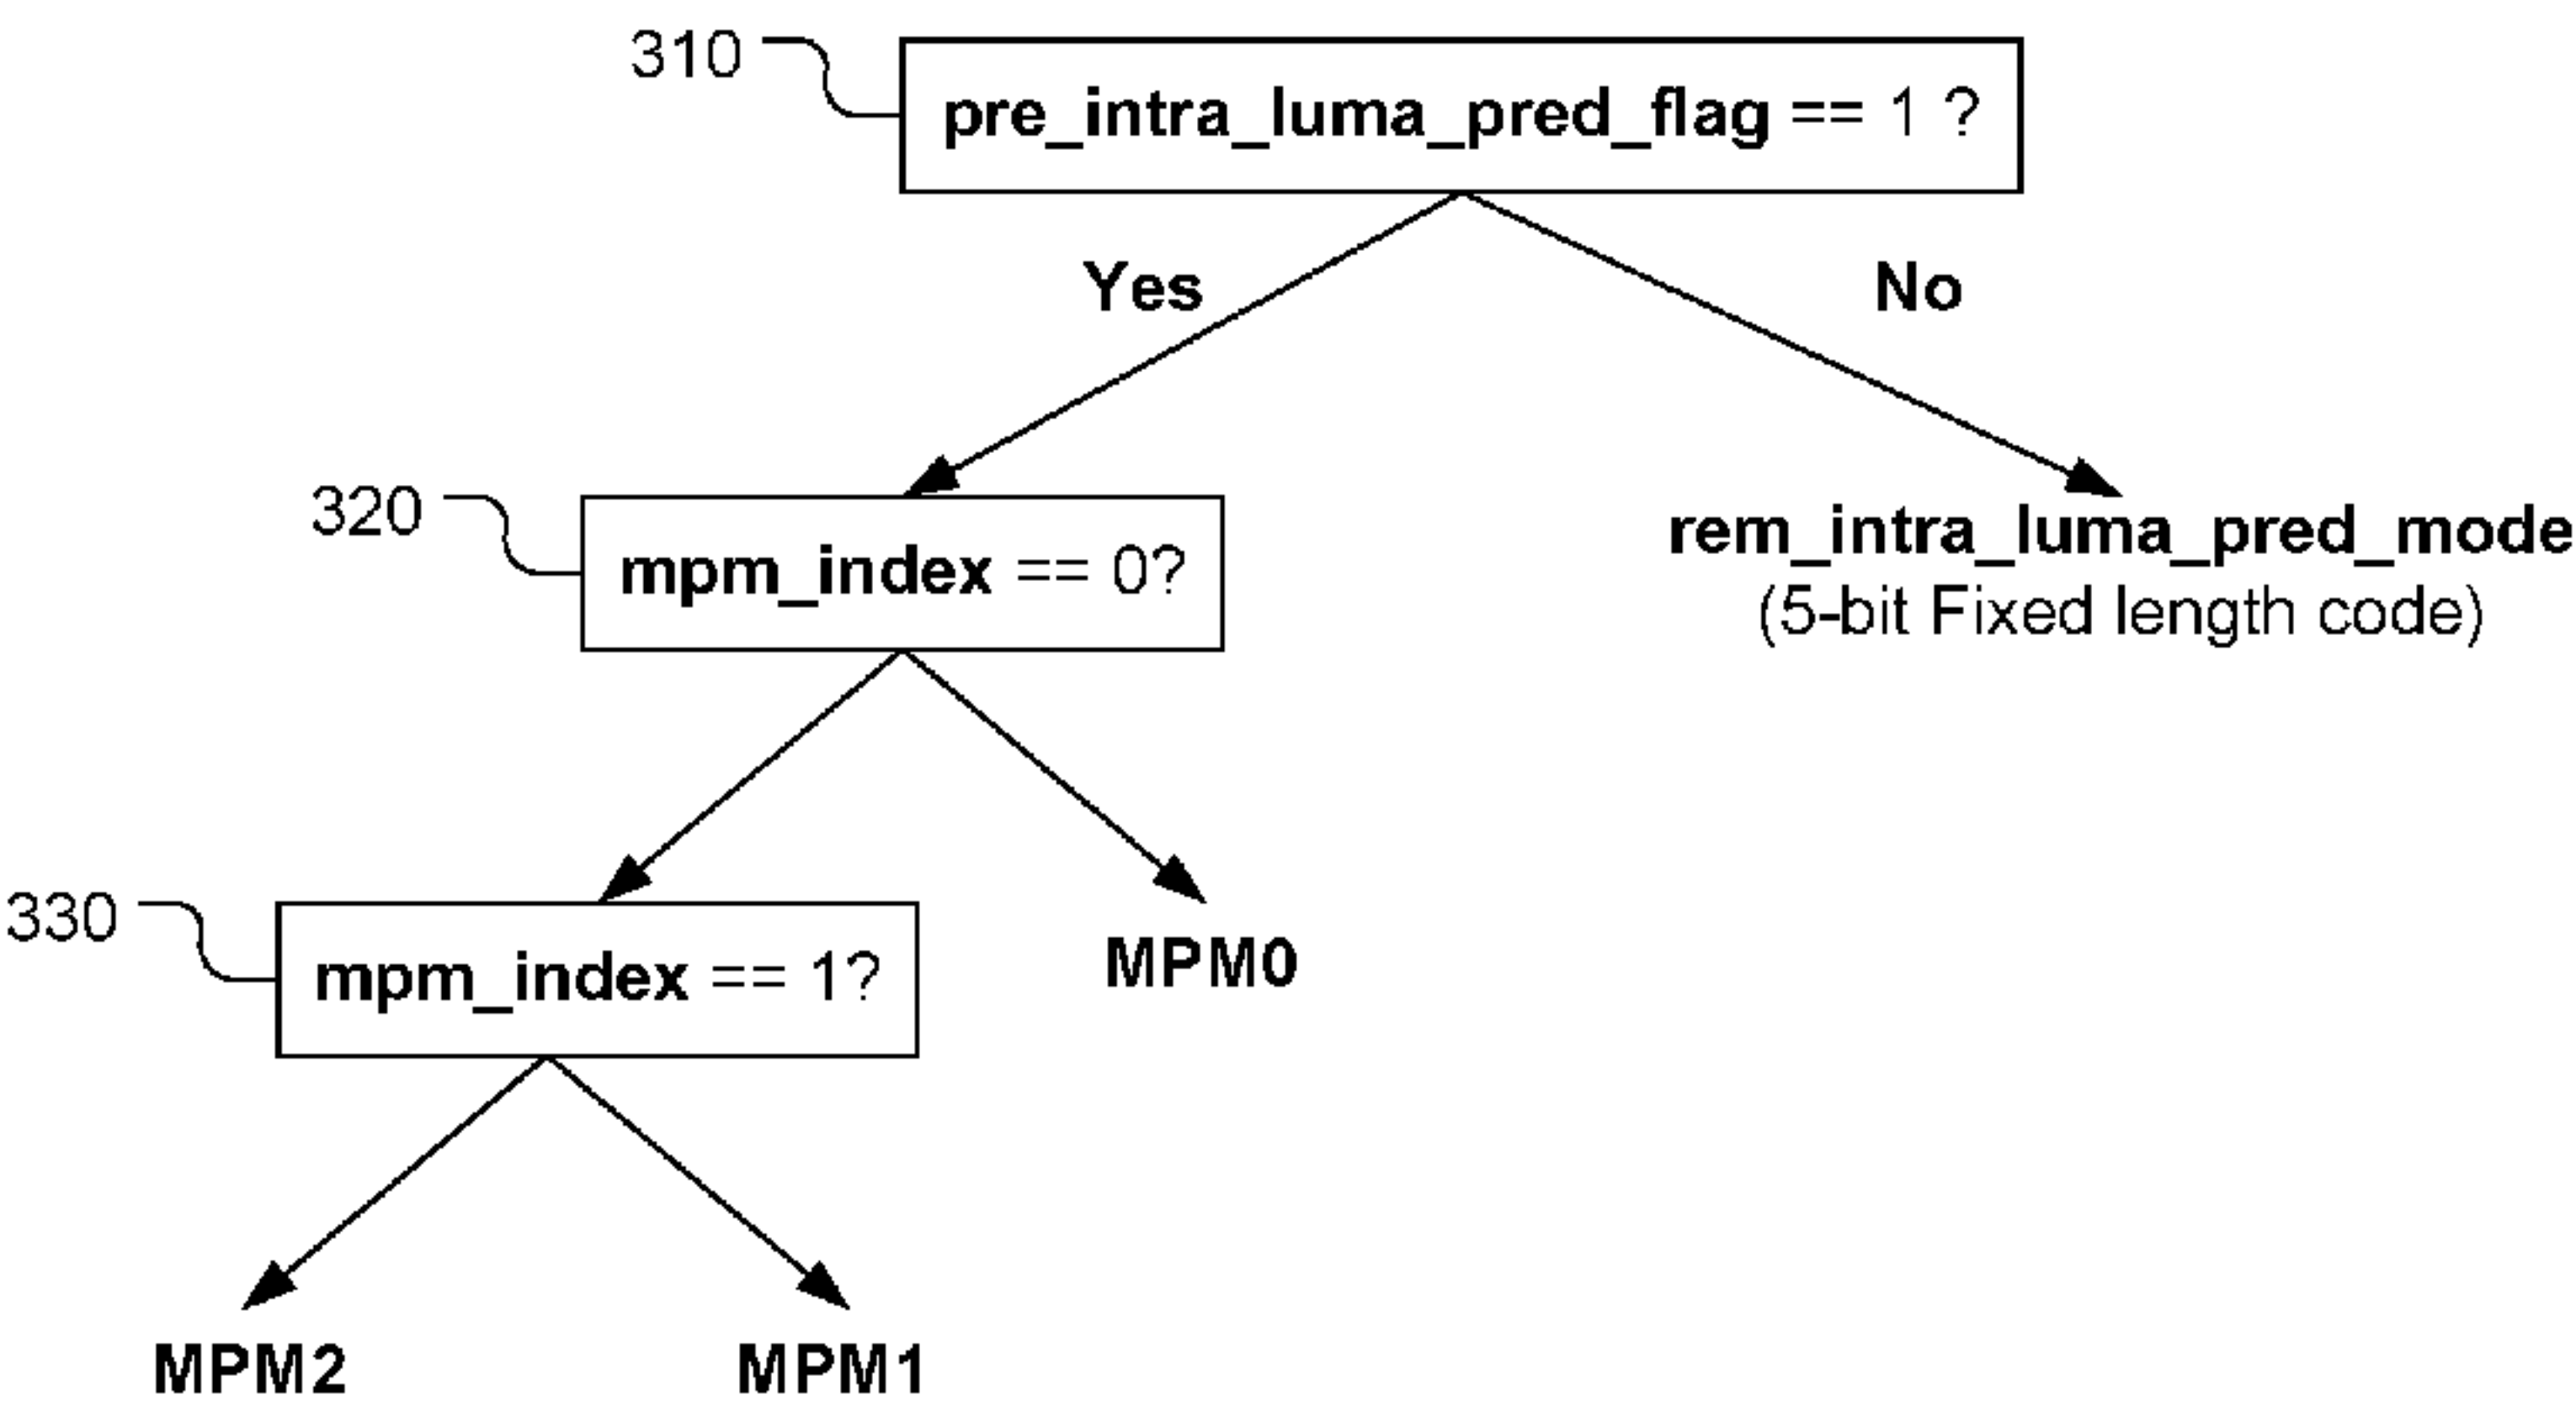 310
pre_intra_luma_pred_flag == 1 ?
Yes
No
320
mpm_index == 0?
rem_intra_luma_pred_mode
(5-bit Fixed length code)
330
mpm_index == 1?
MPM0
MPM2
MPM1